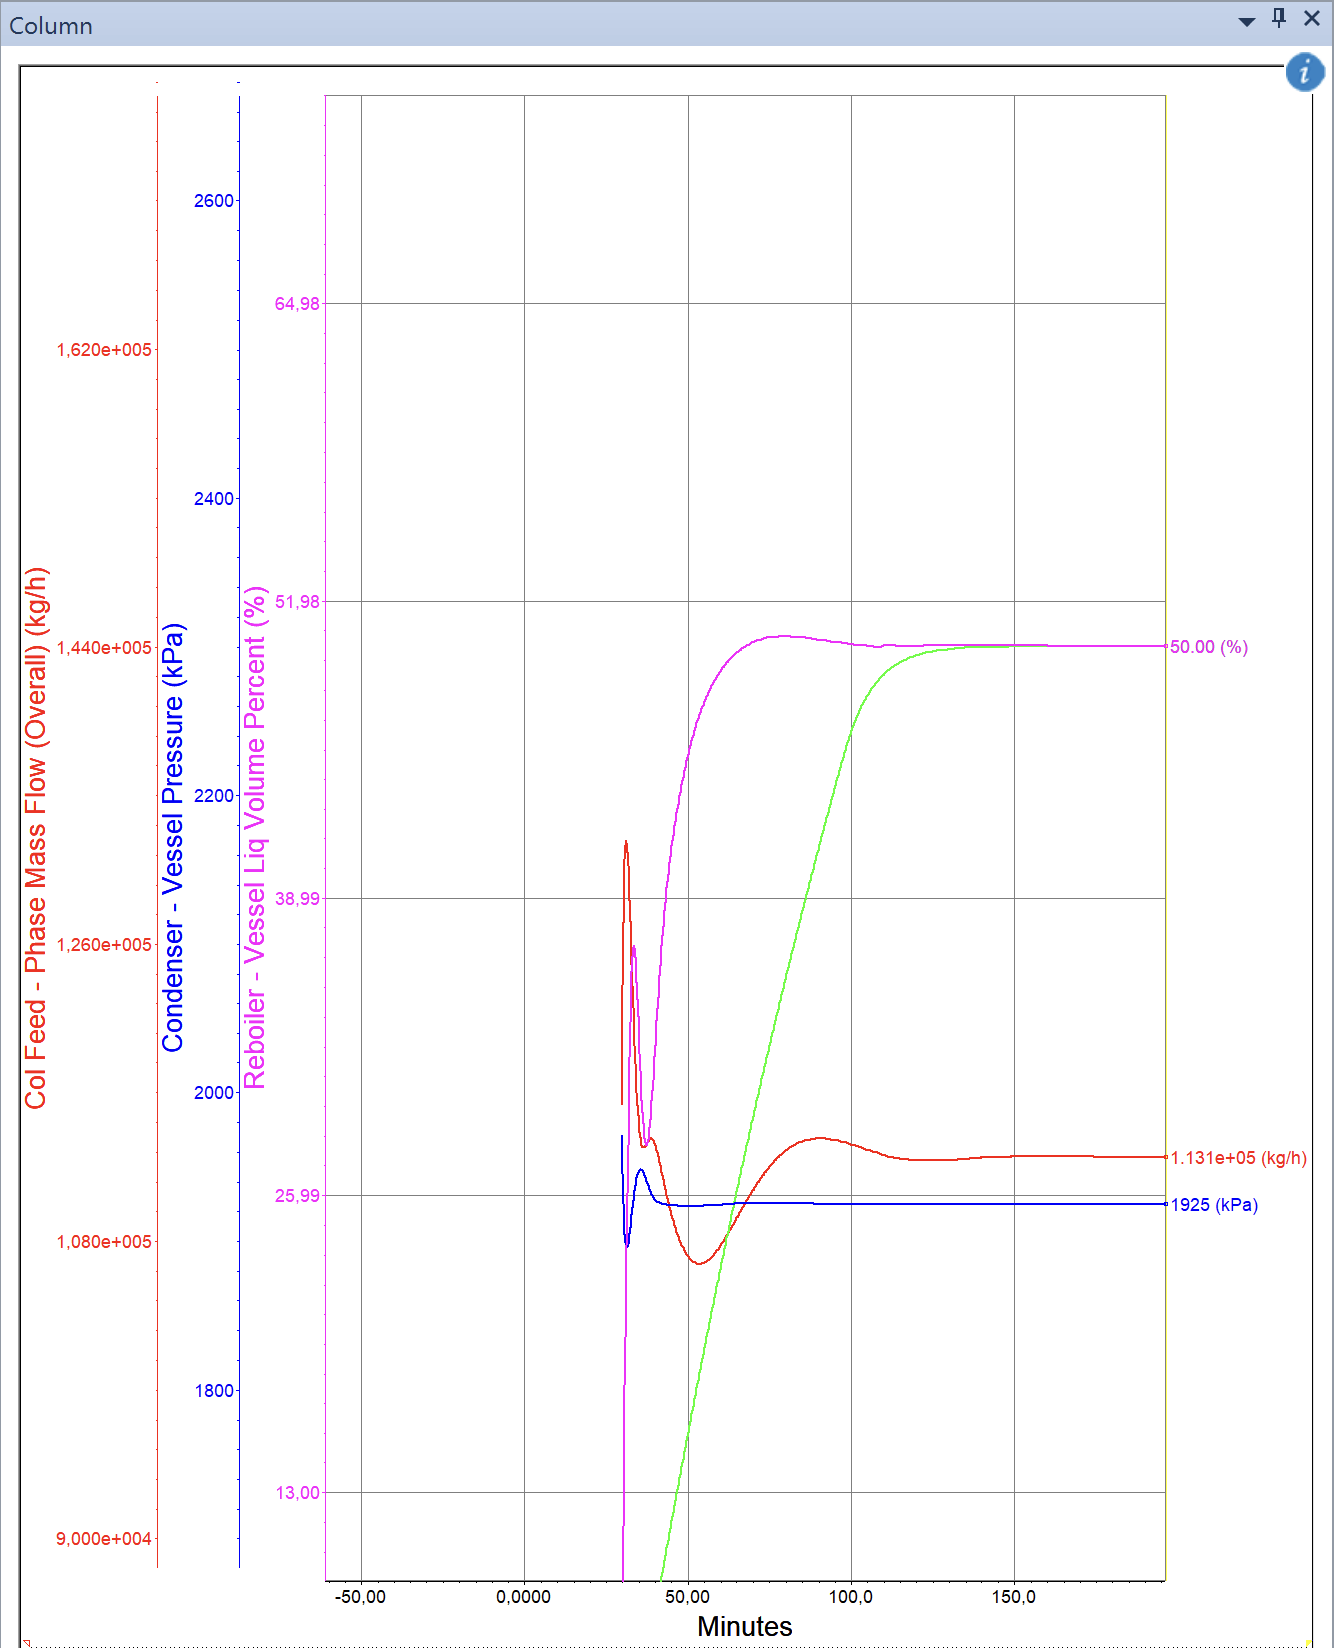 Column
i
2600
64,98
1,620e+005
2400
51,98
1,440e+005
50.00 (%)
2200
38,99
1,260e+005
2000
1.131e+05 (kg/h)
25,99
1925 (kPa)
1,080e+005
1800
13,00
9,000e+004
Col Feed - Phase Mass Flow (Overall) (kg/h)
Condenser - Vessel Pressure (kPa)
Reboiler - Vessel Liq Volume Percent (%)
-50,00 0,0000 50,00 100,0 150,0
Minutes